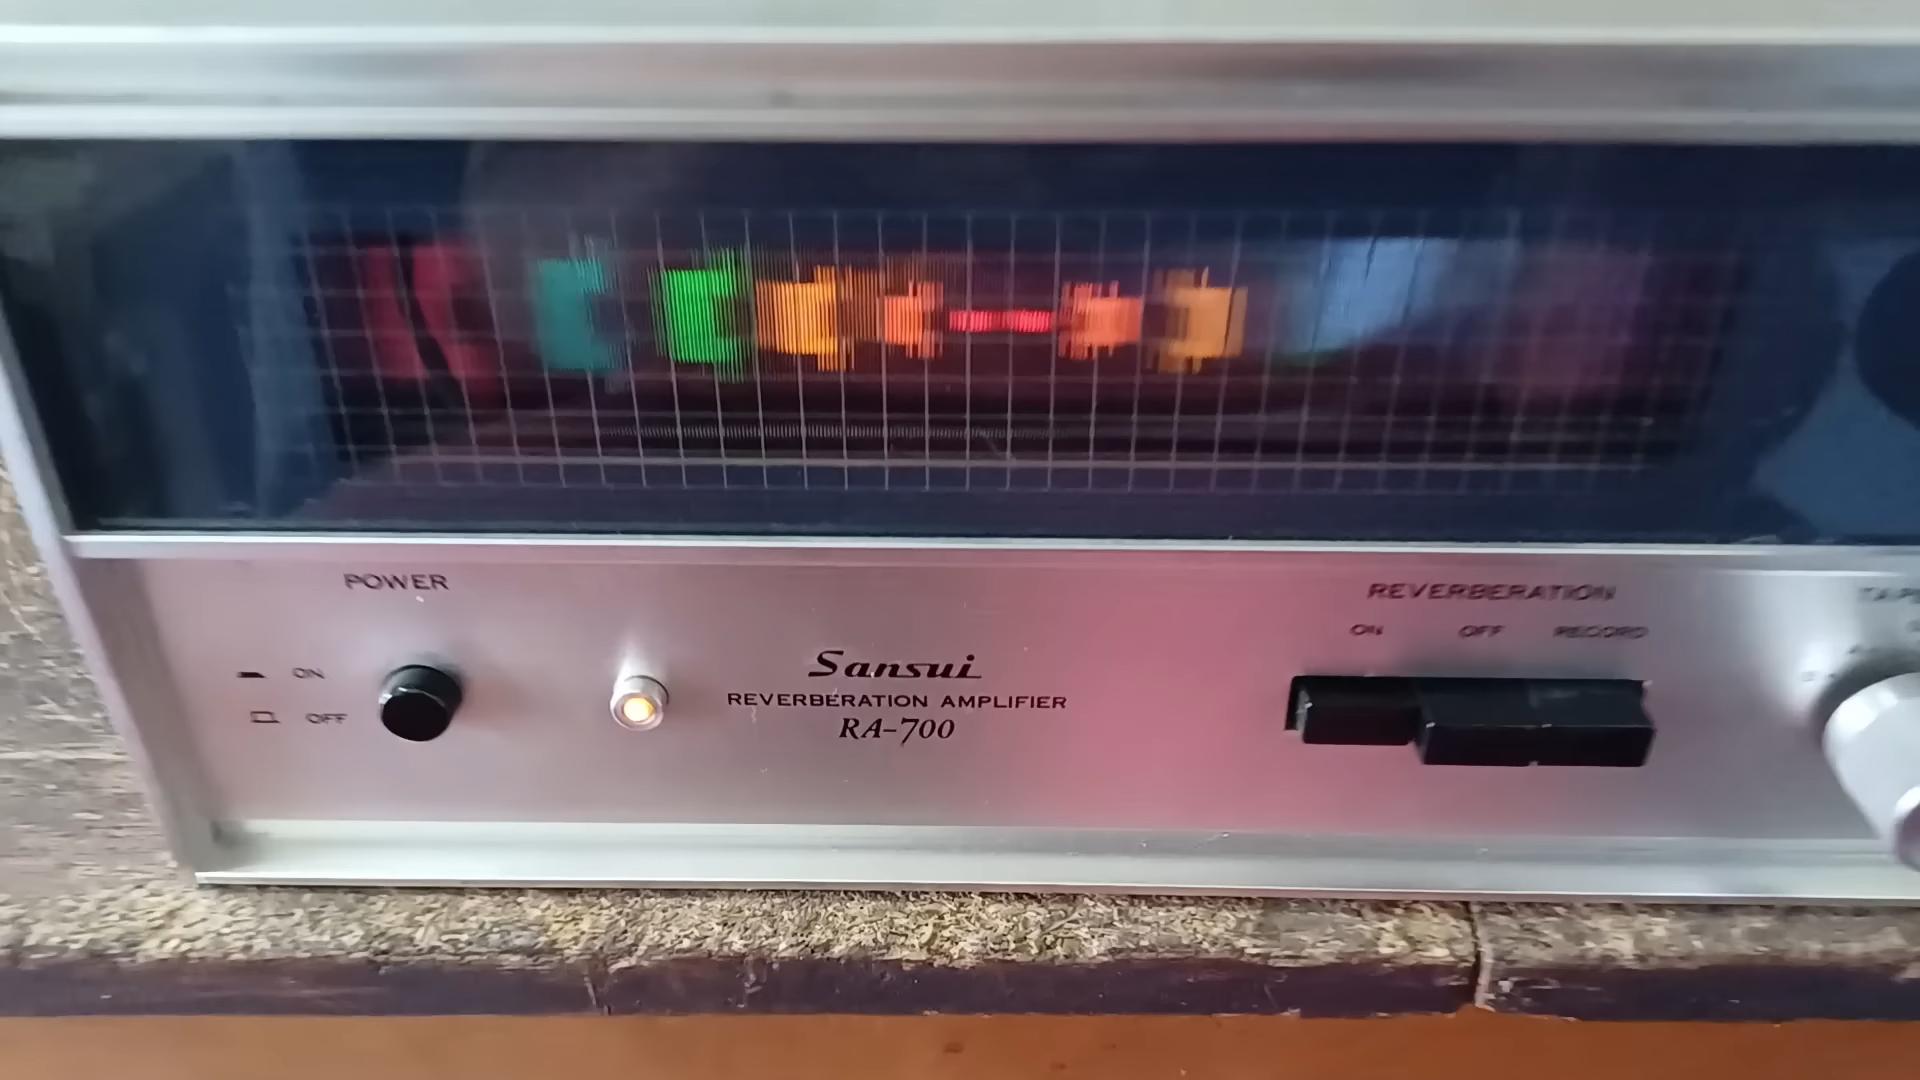 POWER
ON
OFF
Sansui
REVERBERATION AMPLIFIER
RA-700
REVERBERATION
ON OFF RECORD